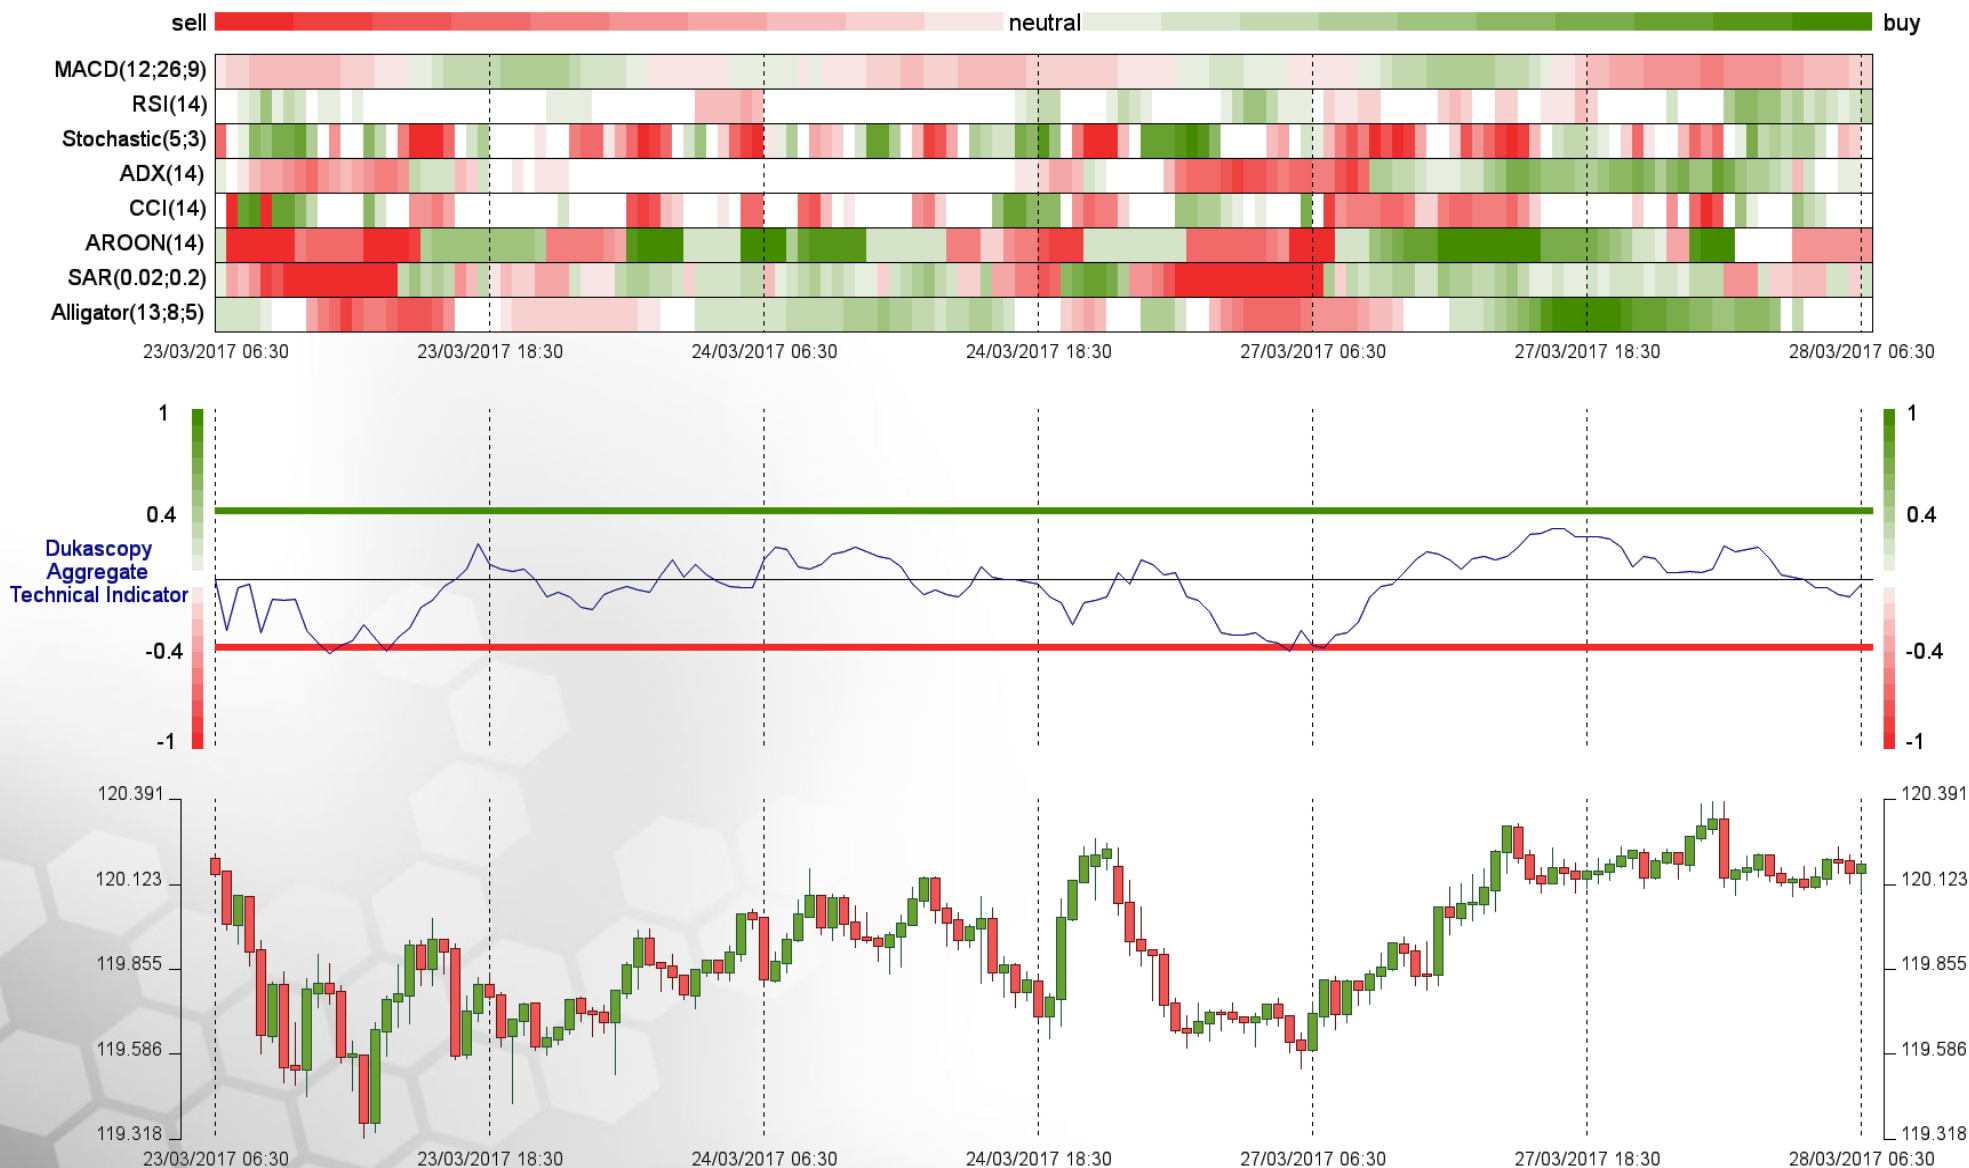 sell neutral buy
MACD(12;26;9)
RSI(14)
Stochastic(5;3)
ADX(14)
CCI(14)
AROON(14)
SAR(0.02;0.2)
Alligator(13;8;5)
23/03/2017 06:30 23/03/2017 18:30 24/03/2017 06:30 24/03/2017 18:30 27/03/2017 06:30 27/03/2017 18:30 28/03/2017 06:30
1 1
0.4 0.4
Dukascopy
Aggregate
Technical Indicator
-0.4 -0.4
-1 -1
120.391 120.391
120.123 120.123
119.855 119.855
119.586 119.586
119.318 119.318
23/03/2017 06:30 23/03/2017 18:30 24/03/2017 06:30 24/03/2017 18:30 27/03/2017 06:30 27/03/2017 18:30 28/03/2017 06:30